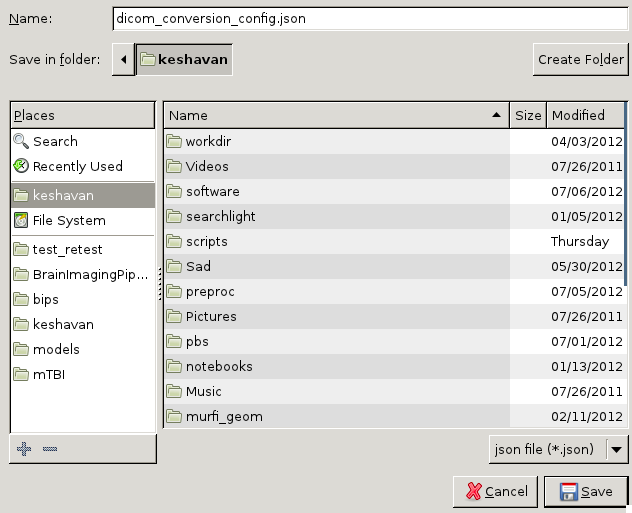 Name: dicom_conversion_config.json
Save in folder: keshavan Create Folder
Places Name Size Modified
Search workdir 04/03/2012
Recently Used Videos 07/26/2011
keshavan software 07/06/2012
File System searchlight 01/05/2012
scripts Thursday
test_retest Sad 05/30/2012
BrainImagingPip... preproc 07/05/2012
bips Pictures 07/26/2011
keshavan pbs 07/01/2012
models notebooks 01/13/2012
mTBI Music 07/26/2011
murfi_geom 02/11/2012
json file (*.json)
Cancel Save